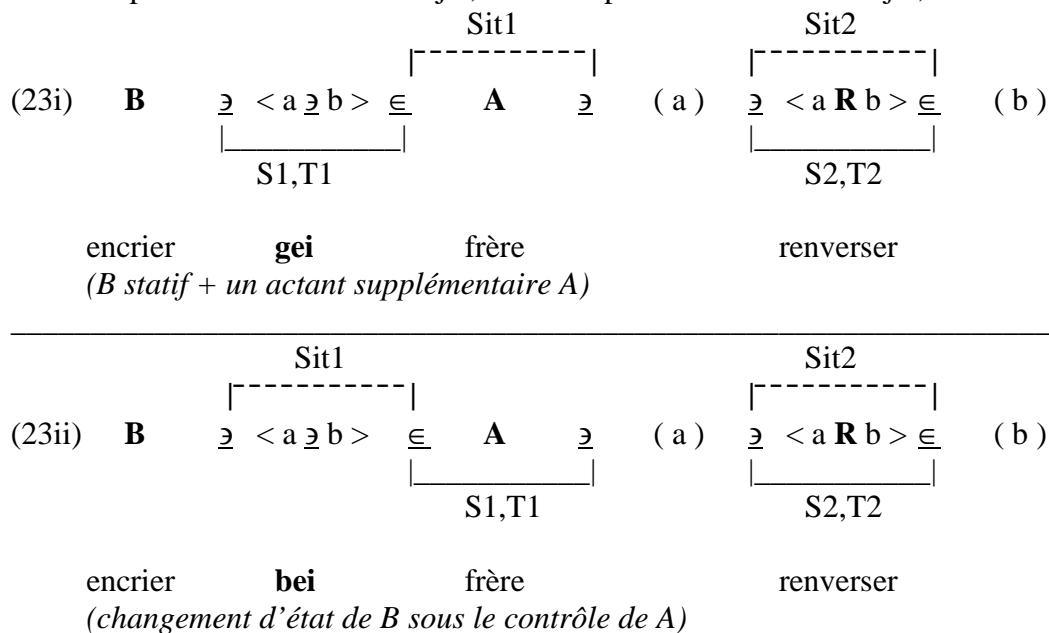 Sit1 Sit2
(23i) B ∍ < a ∍ b > ∊ A ∍ ( a ) ∍ < a R b > ∊ ( b )
S1,T1 S2,T2
encrier gei frère renverser
(B statif + un actant supplémentaire A)
Sit1 Sit2
(23ii) B ∍ < a ∍ b > ∊ A ∍ ( a ) ∍ < a R b > ∊ ( b )
S1,T1 S2,T2
encrier bei frère renverser
(changement d'état de B sous le contrôle de A)